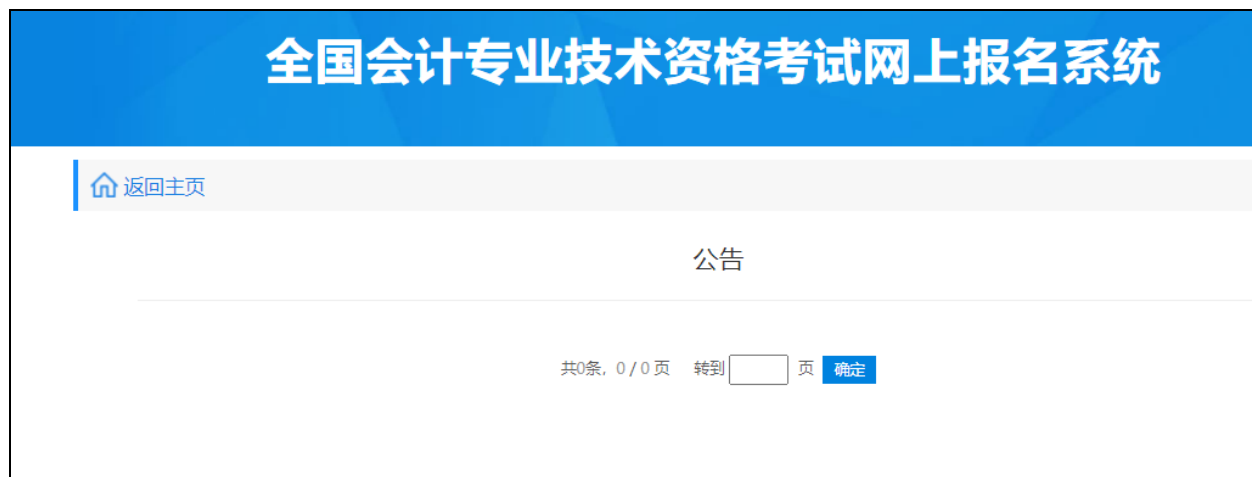 全国会计专业技术资格考试网上报名系统
返回主页
公告
共0条, 0 / 0 页 转到 页 确定